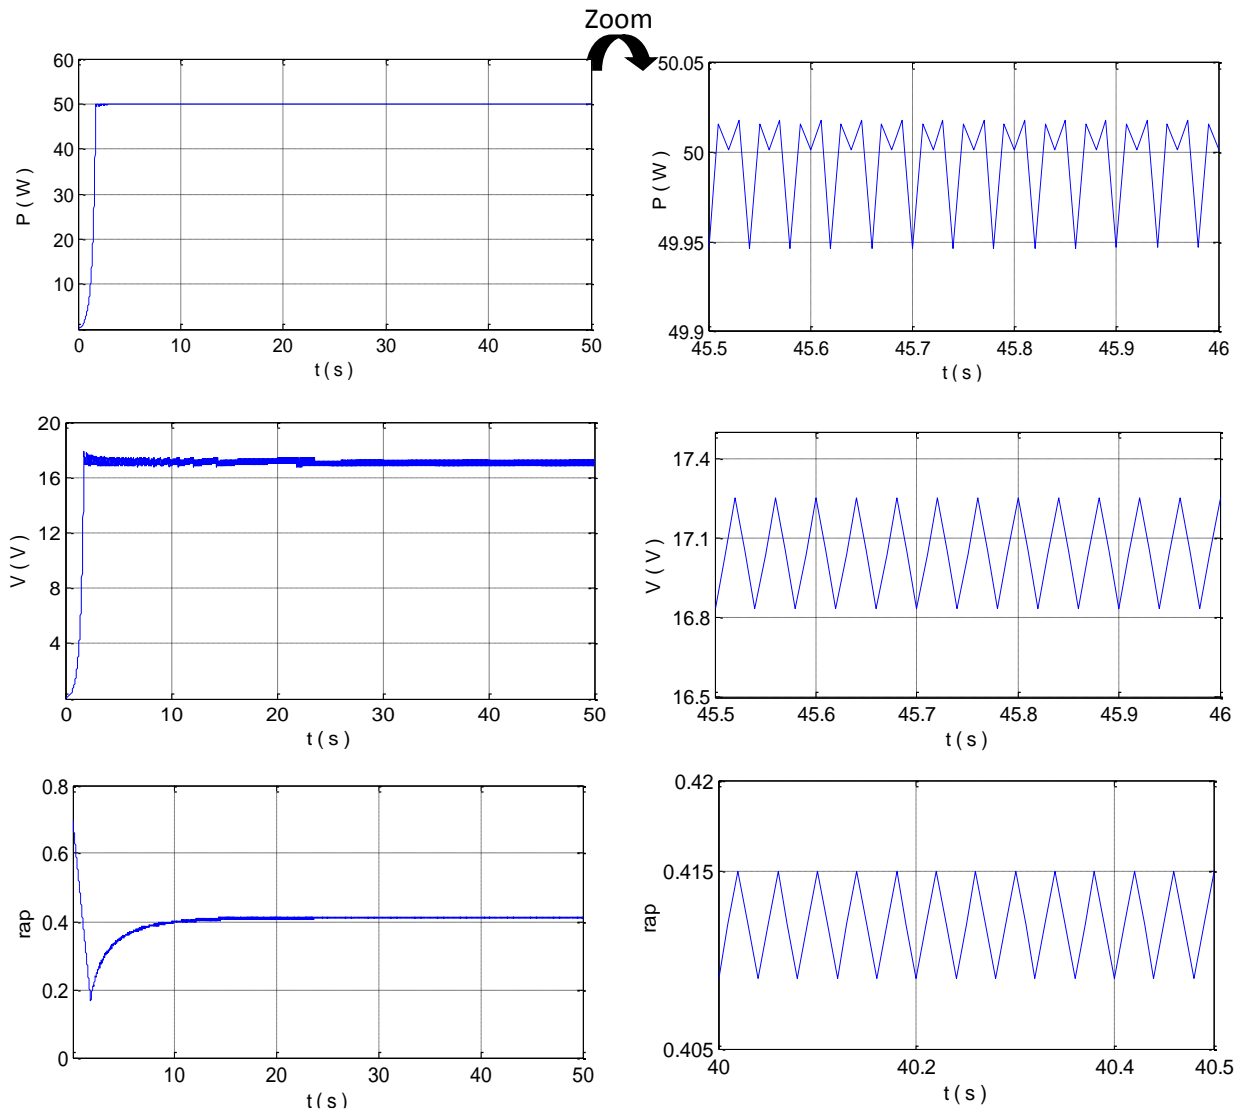 Zoom
60
50
40
30
20
10
P ( W )
0 10 20 30 40 50
t ( s )
50.05
50
49.95
49.9
P ( W )
45.5 45.6 45.7 45.8 45.9 46
t ( s )
20
16
12
8
4
V ( V )
0 10 20 30 40 50
t ( s )
17.4
17.1
16.8
16.5
V ( V )
45.5 45.6 45.7 45.8 45.9 46
t ( s )
0.8
0.6
0.4
0.2
0
rap
10 20 30 40 50
t ( s )
0.42
0.415
0.405
rap
40 40.2 40.4 40.5
t ( s )